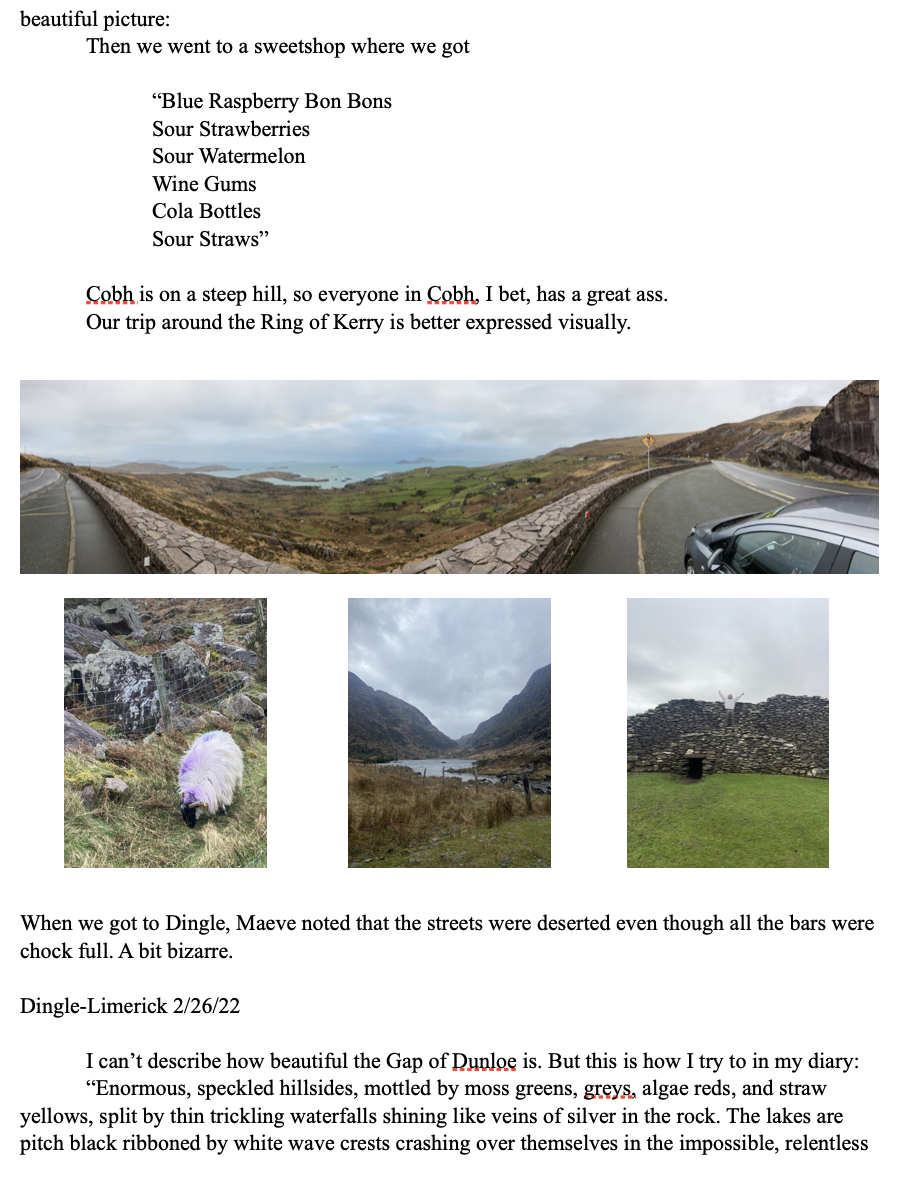 beautiful picture:
Then we went to a sweetshop where we got
“Blue Raspberry Bon Bons
Sour Strawberries
Sour Watermelon
Wine Gums
Cola Bottles
Sour Straws”
Cobh is on a steep hill, so everyone in Cobh, I bet, has a great ass.
Our trip around the Ring of Kerry is better expressed visually.
When we got to Dingle, Maeve noted that the streets were deserted even though all the bars were
chock full. A bit bizarre.
Dingle-Limerick 2/26/22
I can’t describe how beautiful the Gap of Dunloe is. But this is how I try to in my diary:
“Enormous, speckled hillsides, mottled by moss greens, greys, algae reds, and straw
yellows, split by thin trickling waterfalls shining like veins of silver in the rock. The lakes are
pitch black ribboned by white wave crests crashing over themselves in the impossible, relentless